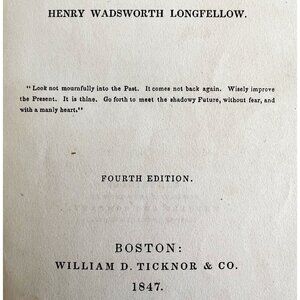 HENRY WADSWORTH LONGFELLOW.
"Look not mournfully into the Past. It comes not back again. Wisely improve
the Present. It is thine. Go forth to meet the shadowy Future, without fear, and
with a manly heart."
FOURTH EDITION.
BOSTON:
WILLIAM D. TICKNOR & CO.
1847.